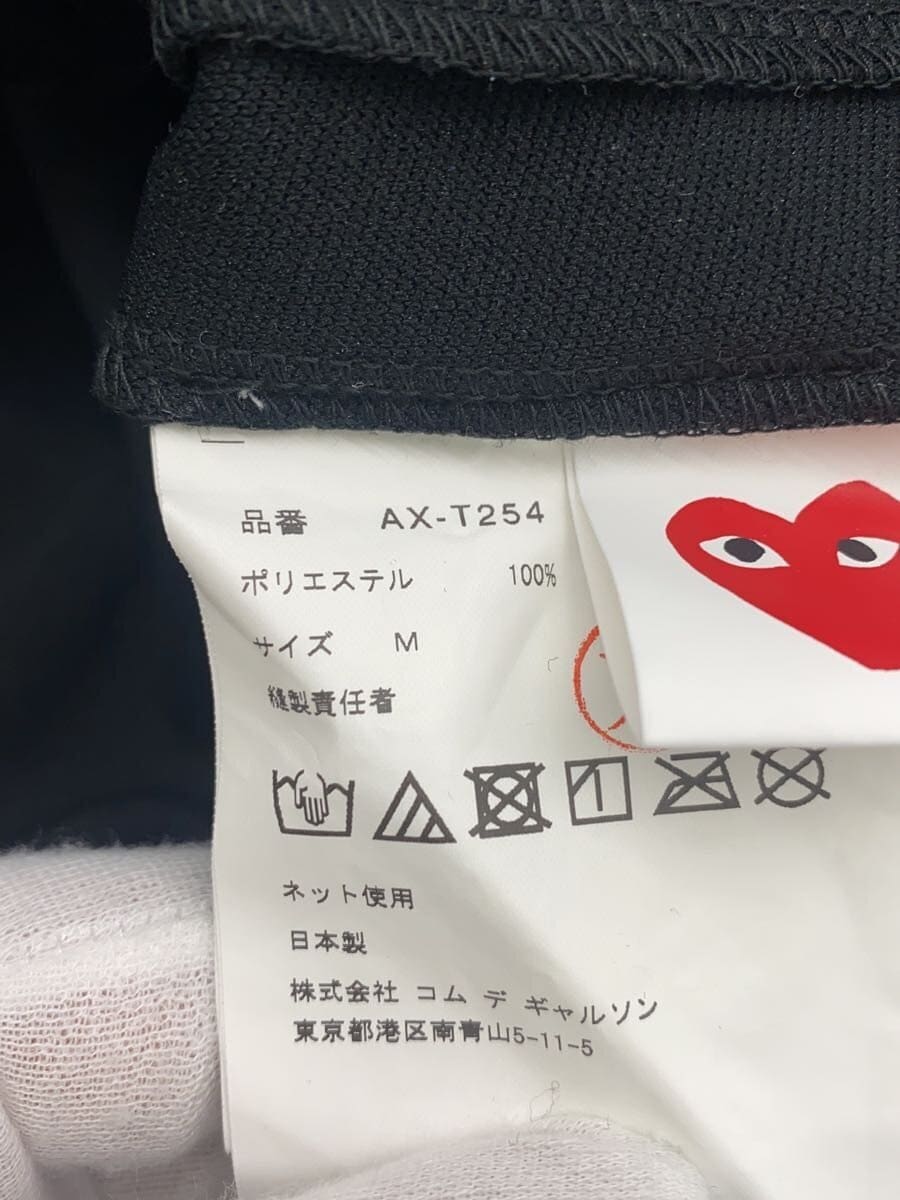 品番 AX-T254
ポリエステル 100%
サイズ M
縫製責任者
ネット使用
日本製
株式会社 コム デ ギャルソン
東京都港区南青山5-11-5